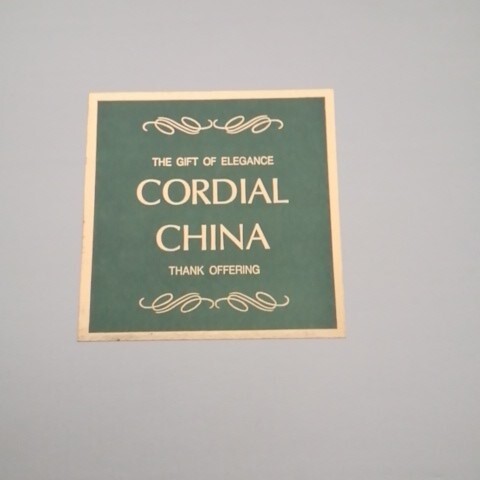 THE GIFT OF ELEGANCE
CORDIAL
CHINA
THANK OFFERING